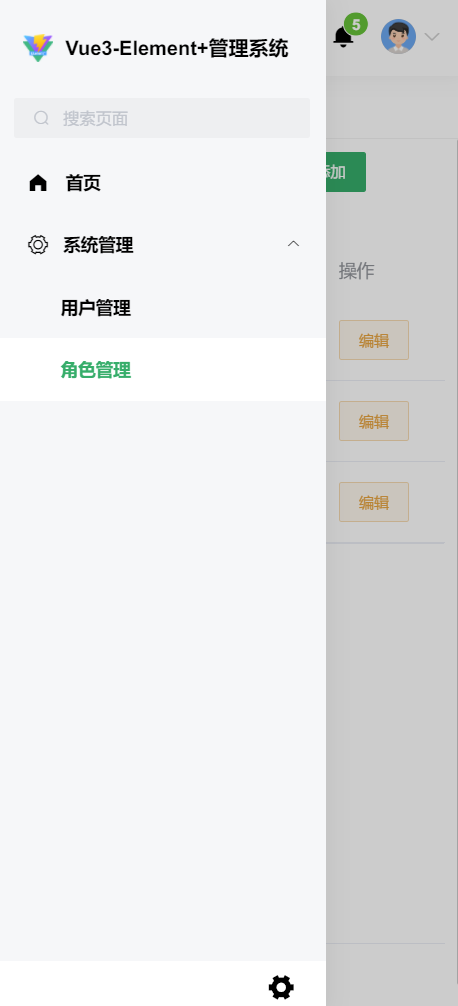 Vue3-Element+管理系统
5
搜索页面
添加
首页
系统管理
操作
用户管理
编辑
角色管理
编辑
编辑